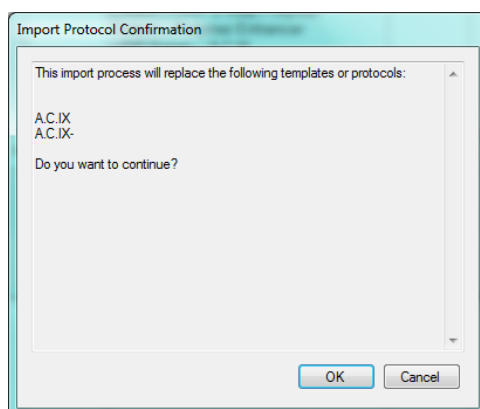 Import Protocol Confirmation
This import process will replace the following templates or protocols:
A.C.IX
A.C.IX-
Do you want to continue?
OK
Cancel